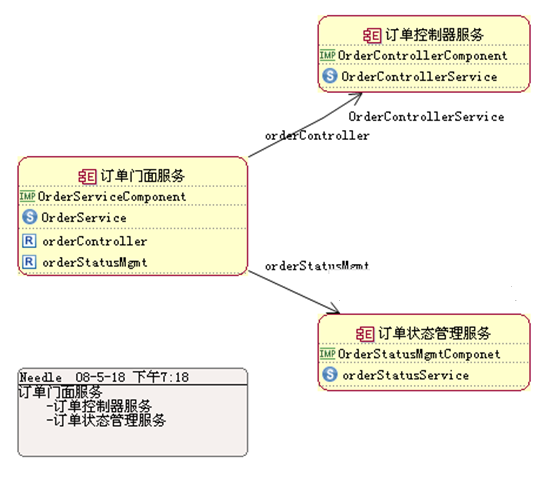 订单控制器服务
IMP OrderControllerComponent
S OrderControllerService
OrderControllerService
orderController
订单门面服务
IMP OrderServiceComponent
S OrderService
R orderController
R orderStatusMgmt
orderStatusMgmt
订单状态管理服务
IMP OrderStatusMgmtComponet
S orderStatusService
Needle 08-5-18 下午7:18
订单门面服务
-订单控制器服务
-订单状态管理服务